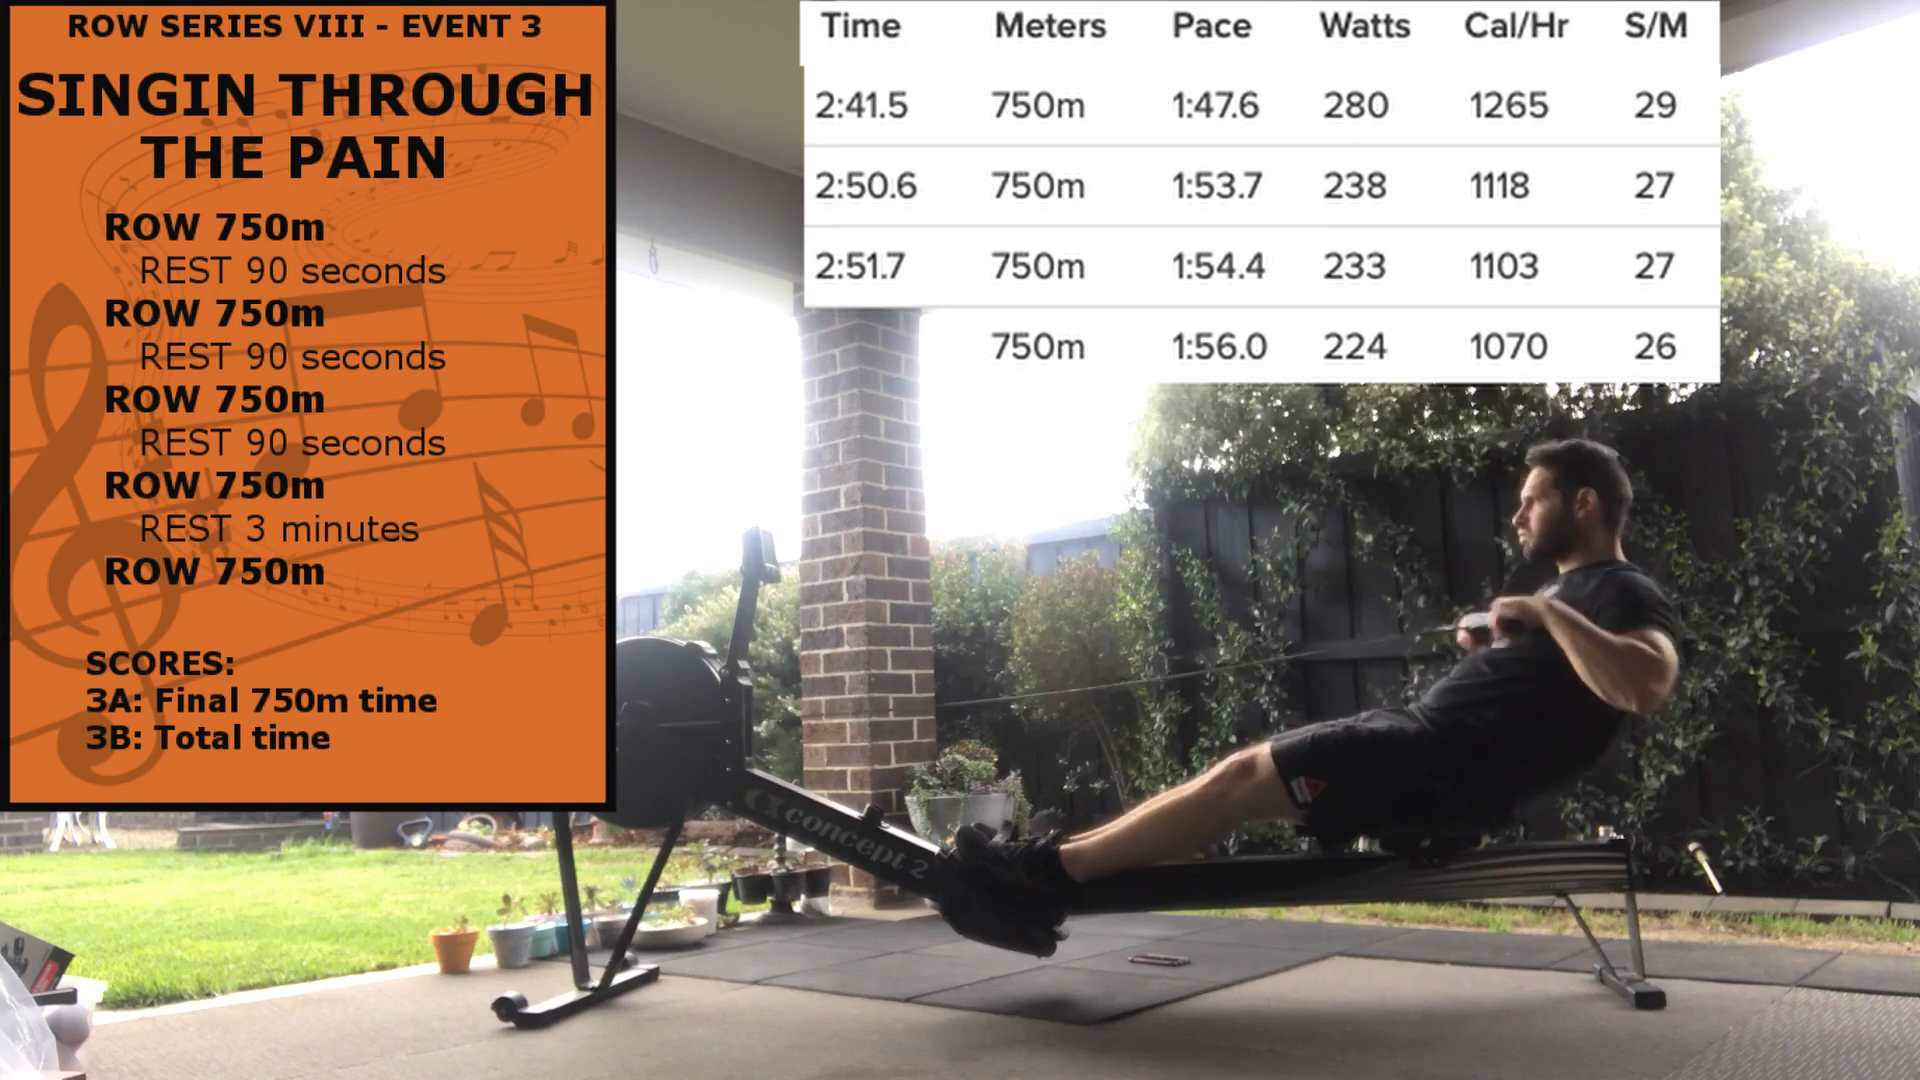 ROW SERIES VIII - EVENT 3
SINGIN THROUGH
THE PAIN
ROW 750m
REST 90 seconds
ROW 750m
REST 90 seconds
ROW 750m
REST 90 seconds
ROW 750m
REST 3 minutes
ROW 750m
SCORES:
3A: Final 750m time
3B: Total time
Time Meters Pace Watts Cal/Hr S/M
2:41.5 750m 1:47.6 280 1265 29
2:50.6 750m 1:53.7 238 1118 27
2:51.7 750m 1:54.4 233 1103 27
750m 1:56.0 224 1070 26
concept 2